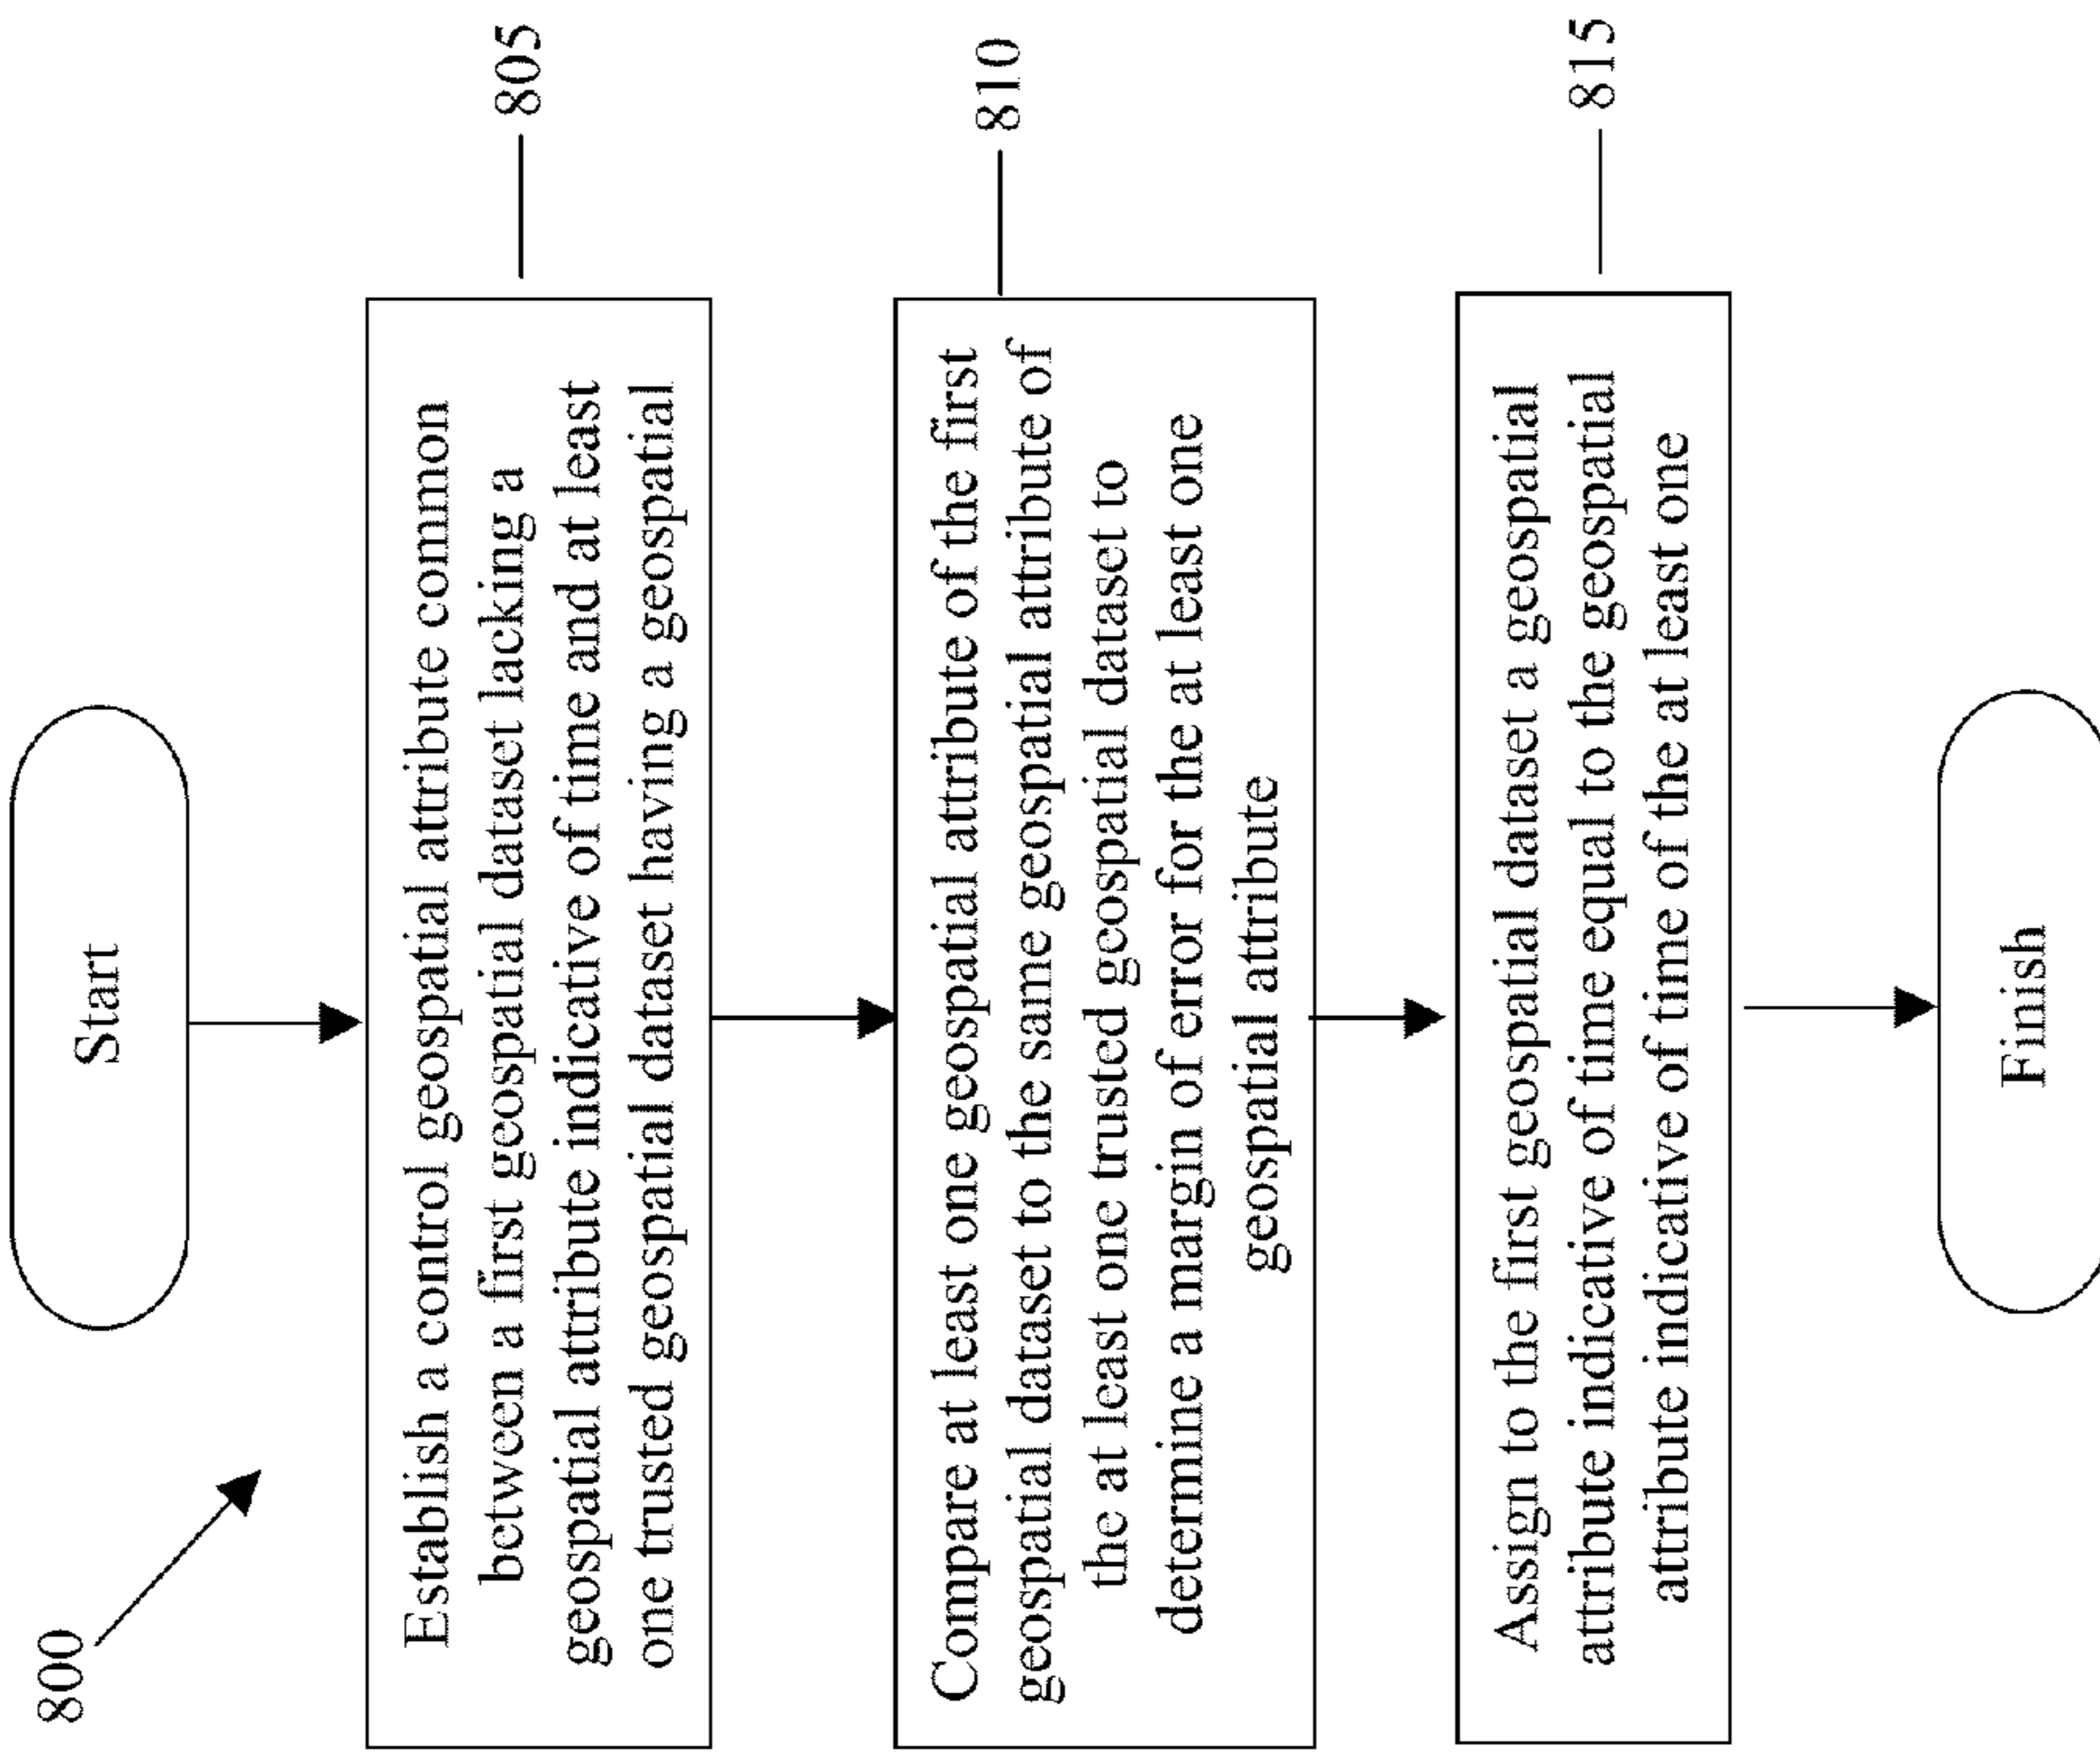 800
Start
Establish a control geospatial attribute common
between a first geospatial dataset lacking a
geospatial attribute indicative of time and at least
one trusted geospatial dataset having a geospatial
805
Compare at least one geospatial attribute of the first
geospatial dataset to the same geospatial attribute of
the at least one trusted geospatial dataset to
determine a margin of error for the at least one
geospatial attribute
810
Assign to the first geospatial dataset a geospatial
attribute indicative of time equal to the geospatial
attribute indicative of time of the at least one
815
Finish